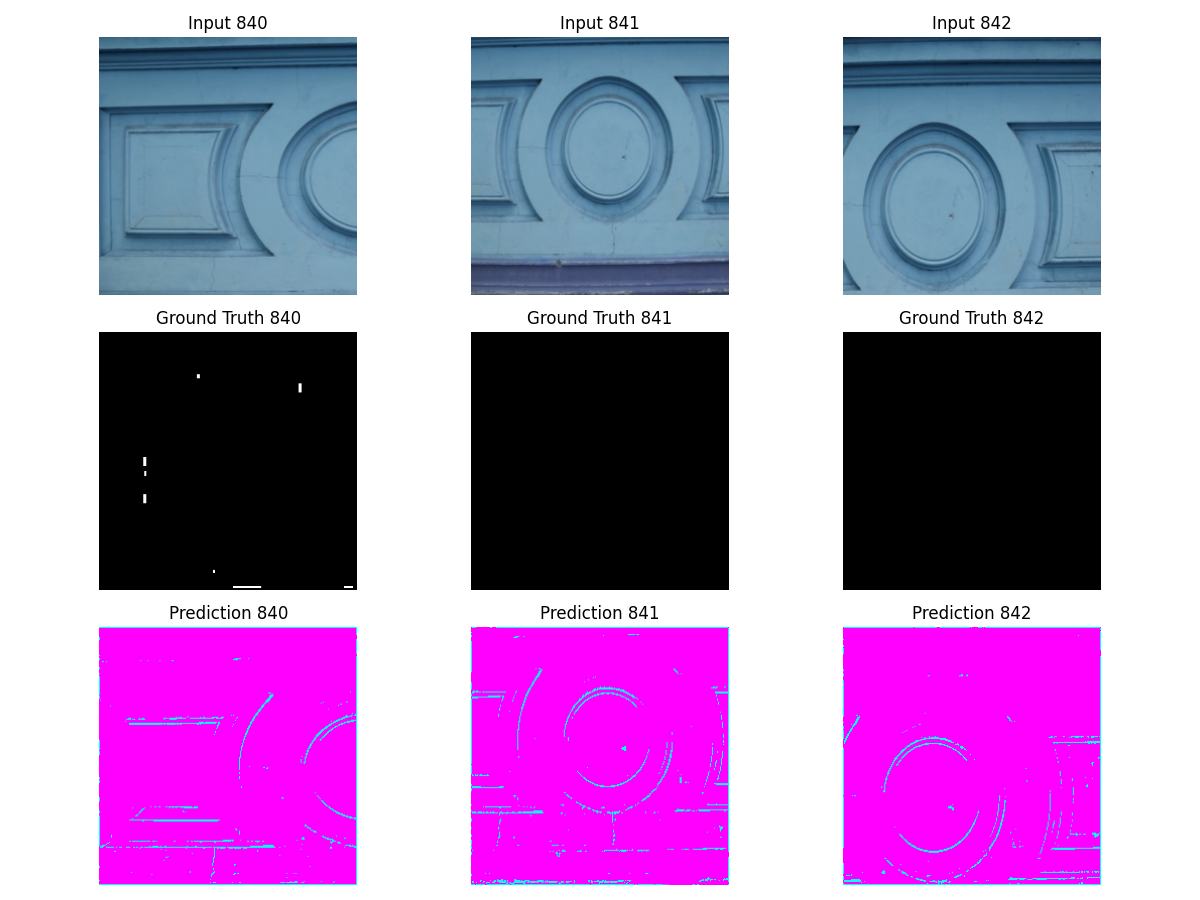 Input 840
Input 841
Input 842
Ground Truth 840
Ground Truth 841
Ground Truth 842
Prediction 840
Prediction 841
Prediction 842